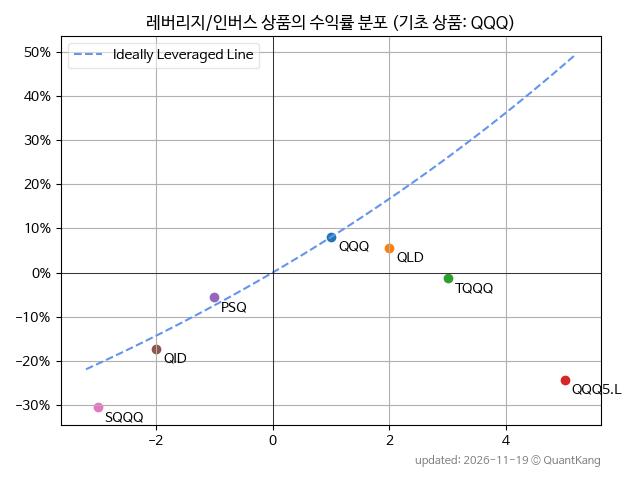 레버리지/인버스 상품의 수익률 분포 (기초 상품: QQQ)
Ideally Leveraged Line
50%
40%
30%
20%
10%
0%
−10%
−20%
−30%
QQQ
QLD
TQQQ
PSQ
QID
SQQQ
QQQ5.L
−2
0
2
4
updated: 2026-11-19 © QuantKang